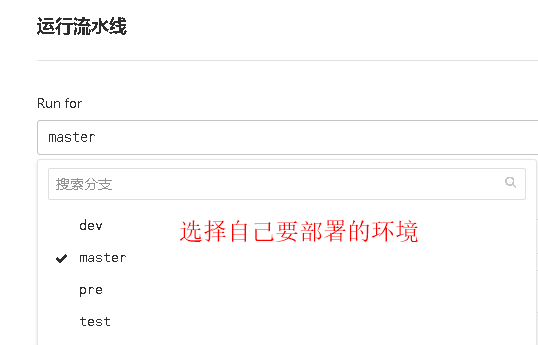 运行流水线
Run for
master
搜索分支
dev
选择自己要部署的环境
master
pre
test